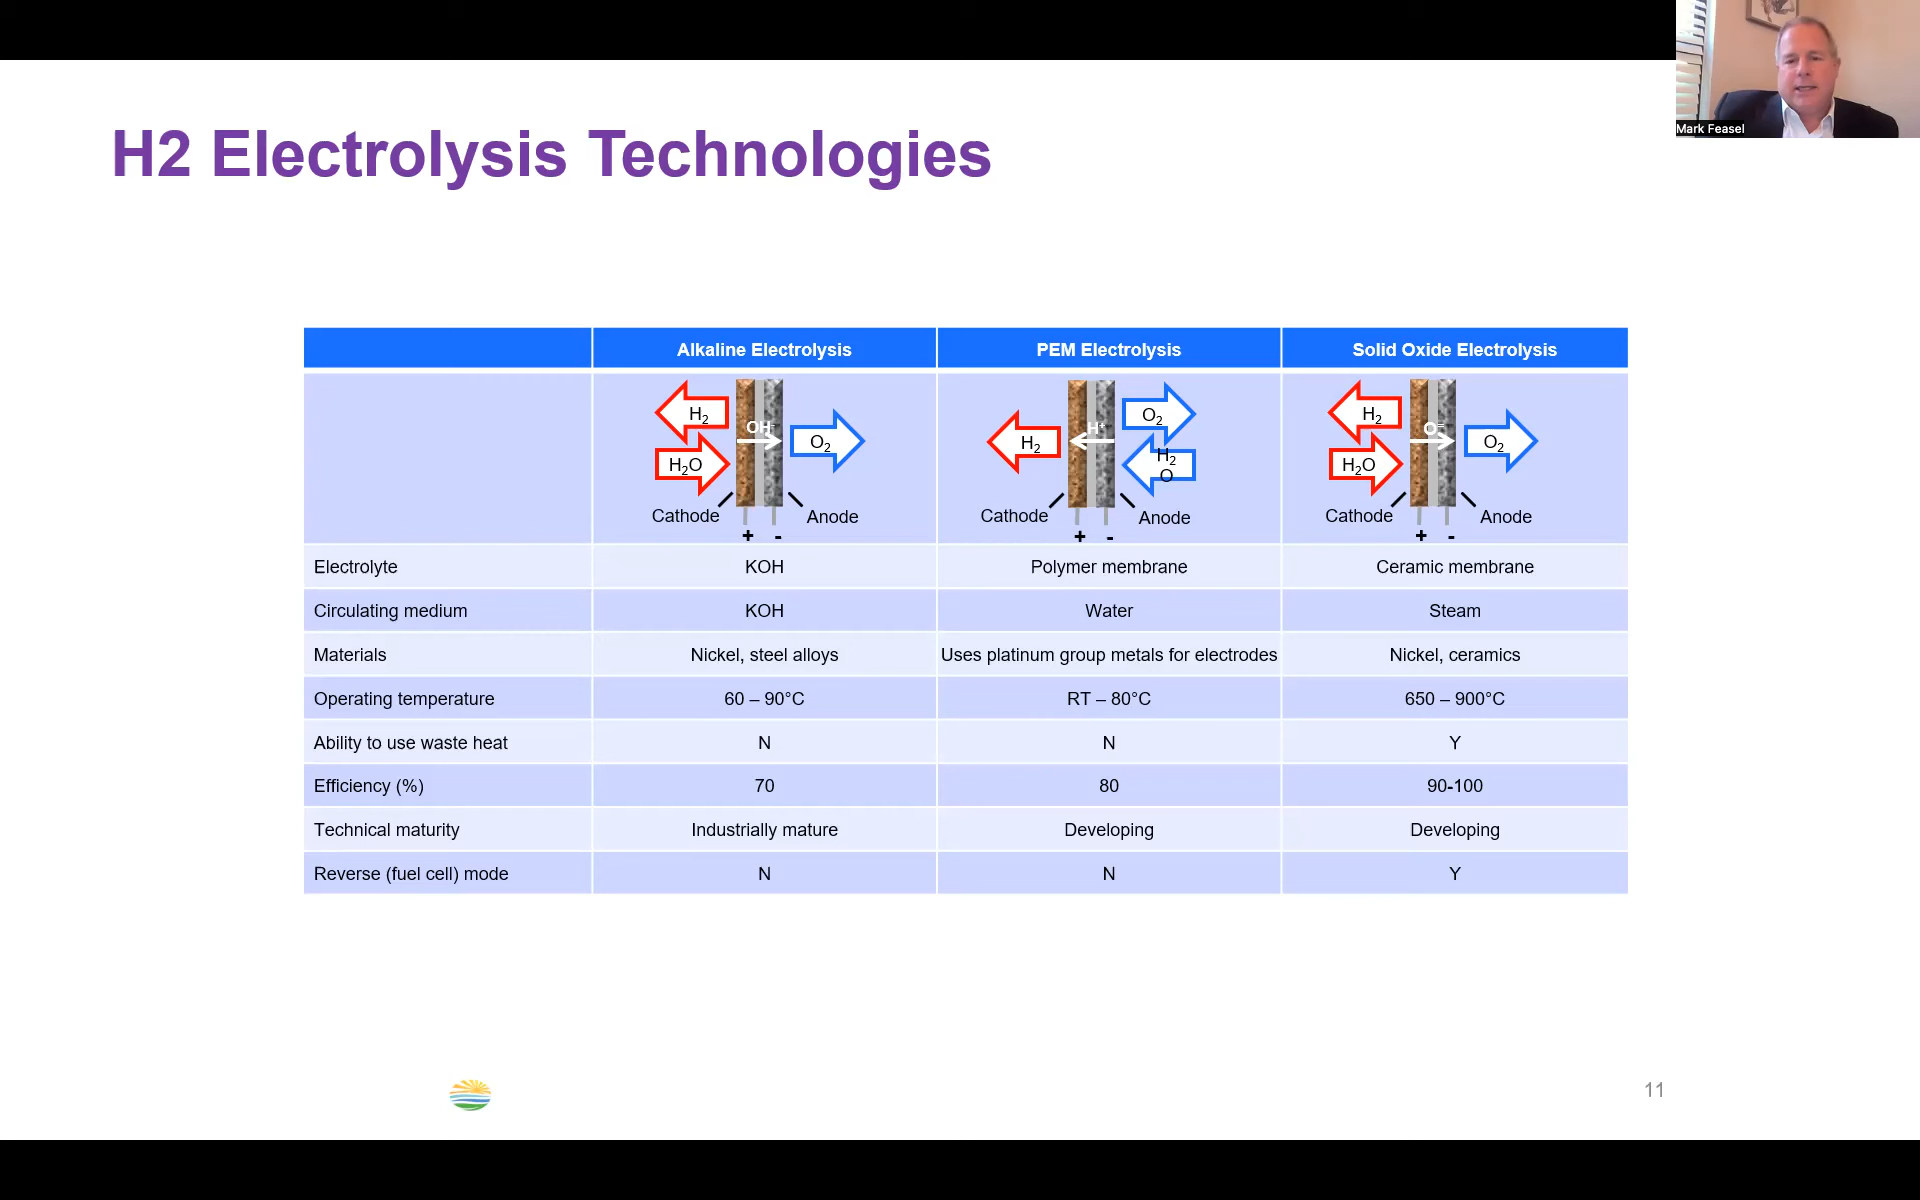 Mark Feasel
H2 Electrolysis Technologies
Alkaline Electrolysis PEM Electrolysis Solid Oxide Electrolysis
H2 OH- O2 H2O Cathode Anode + -
H2 H+ O2 H2O Cathode Anode + -
H2 O= O2 H2O Cathode Anode + -
Electrolyte KOH Polymer membrane Ceramic membrane
Circulating medium KOH Water Steam
Materials Nickel, steel alloys Uses platinum group metals for electrodes Nickel, ceramics
Operating temperature 60 – 90°C RT – 80°C 650 – 900°C
Ability to use waste heat N N Y
Efficiency (%) 70 80 90-100
Technical maturity Industrially mature Developing Developing
Reverse (fuel cell) mode N N Y
11